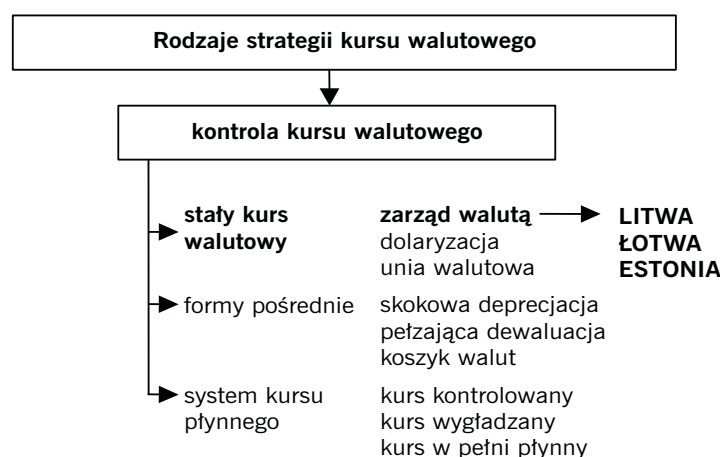 Rodzaje strategii kursu walutowego
kontrola kursu walutowego
stały kurs
walutowy
zarząd walutą
dolaryzacja
unia walutowa
LITWA
ŁOTWA
ESTONIA
formy pośrednie
skokowa deprecjacja
pełzająca dewaluacja
koszyk walut
system kursu
płynnego
kurs kontrolowany
kurs wygładzany
kurs w pełni płynny